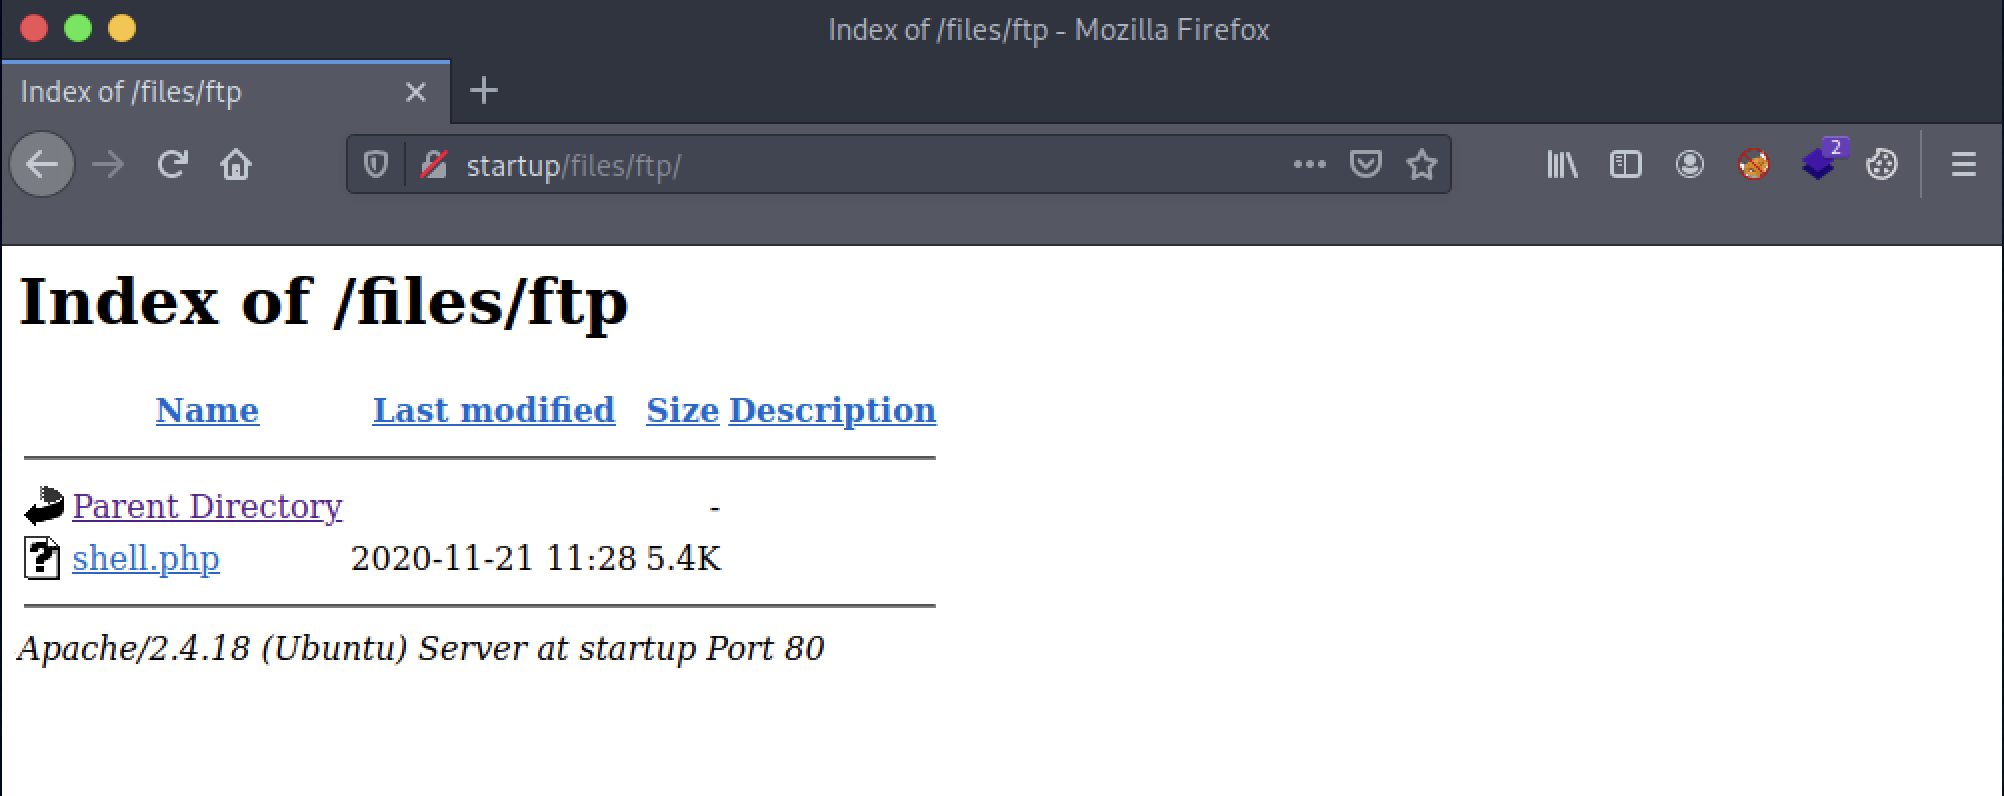 Index of /files/ftp - Mozilla Firefox
Index of /files/ftp
startup/files/ftp/
2
Index of /files/ftp
Name Last modified Size Description
Parent Directory -
? shell.php 2020-11-21 11:28 5.4K
Apache/2.4.18 (Ubuntu) Server at startup Port 80